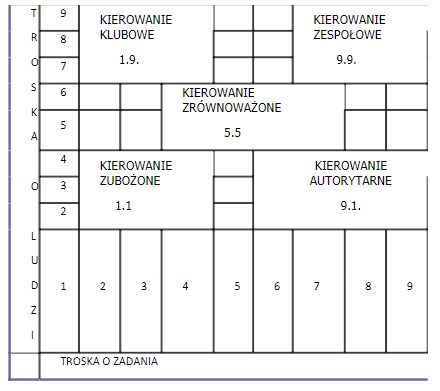 T R O S K A O L U D Z I
9
8
7
6
5
4
3
2
KIEROWANIE
KLUBOWE
1.9.
KIEROWANIE
ZESPOŁOWE
9.9.
KIEROWANIE
ZRÓWNOWAŻONE
5.5
KIEROWANIE
ZUBOŻONE
1.1
KIEROWANIE
AUTORYTARNE
9.1.
1 2 3 4 5 6 7 8 9
TROSKA O ZADANIA